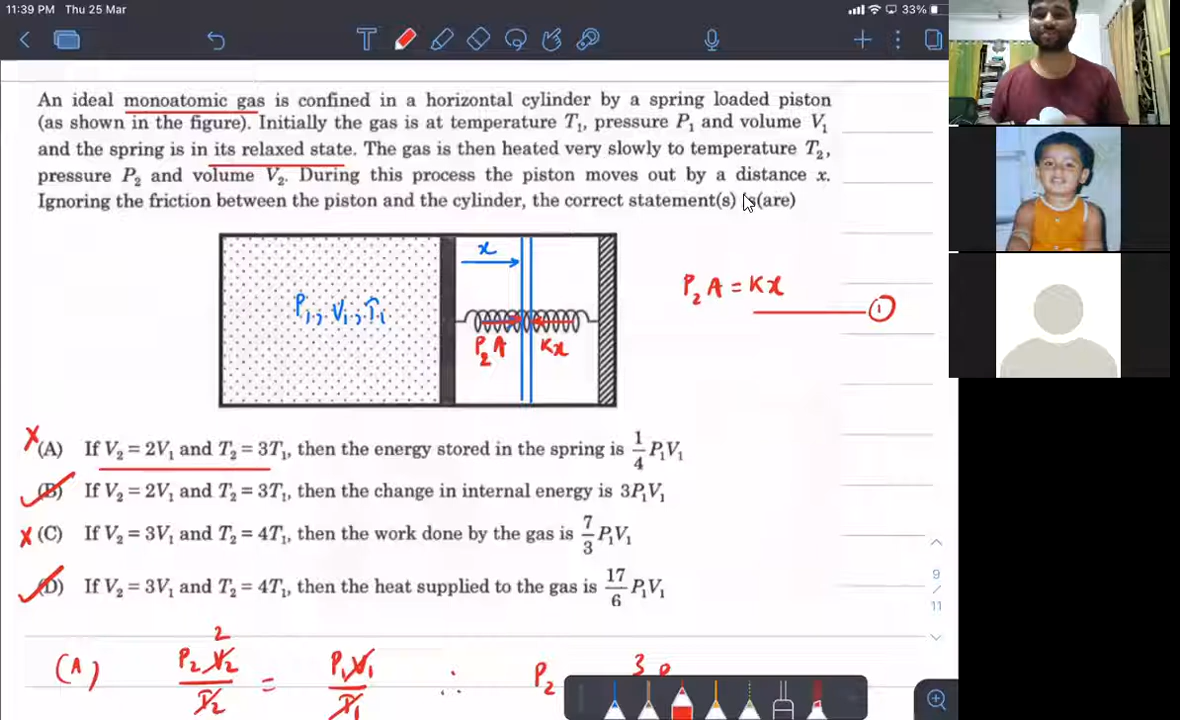 11:39 PM Thu 25 Mar
33%
An ideal monoatomic gas is confined in a horizontal cylinder by a spring loaded piston
(as shown in the figure). Initially the gas is at temperature T₁, pressure P₁ and volume V₁
and the spring is in its relaxed state. The gas is then heated very slowly to temperature T₂,
pressure P₂ and volume V₂. During this process the piston moves out by a distance x.
Ignoring the friction between the piston and the cylinder, the correct statement(s) is(are)
x
P₁, V₁, T₁
P₂A Kx
P₂A = Kx
①
(A) If V₂ = 2V₁ and T₂ = 3T₁, then the energy stored in the spring is 1/4 P₁V₁
(B) If V₂ = 2V₁ and T₂ = 3T₁, then the change in internal energy is 3P₁V₁
(C) If V₂ = 3V₁ and T₂ = 4T₁, then the work done by the gas is 7/3 P₁V₁
(D) If V₂ = 3V₁ and T₂ = 4T₁, then the heat supplied to the gas is 17/6 P₁V₁
9
/
11
2
(A) P₂V₂/T₂ = P₁V₁/T₁ ∴ P₂ 3